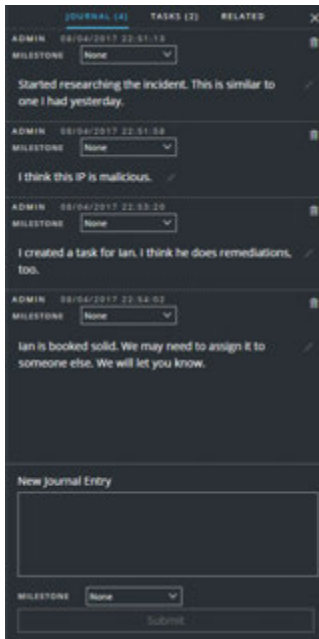 JOURNAL (4) TASKS (2) RELATED
ADMIN 08/04/2017 22:51:13
MILESTONE None
Started researching the incident. This is similar to
one I had yesterday.
ADMIN 08/04/2017 22:51:58
MILESTONE None
I think this IP is malicious.
ADMIN 08/04/2017 22:53:20
MILESTONE None
I created a task for Ian. I think he does remediations,
too.
ADMIN 08/04/2017 22:54:02
MILESTONE None
Ian is booked solid. We may need to assign it to
someone else. We will let you know.
New Journal Entry
MILESTONE None
Submit